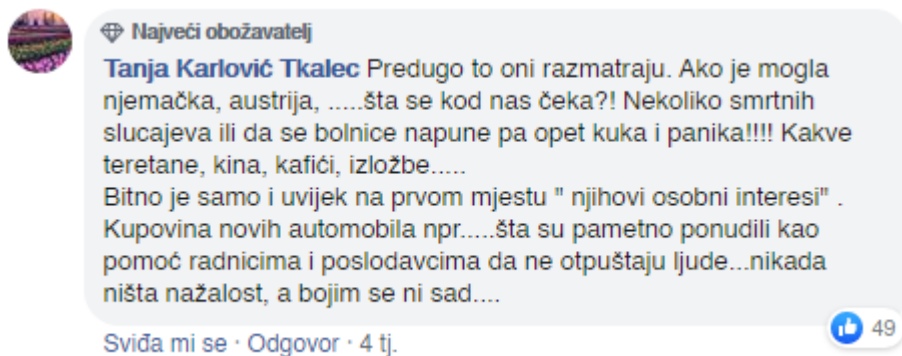 Najveći obožavatelj
Tanja Karlović Tkalec Predugo to oni razmatraju. Ako je mogla
njemačka, austrija, .....šta se kod nas čeka?! Nekoliko smrtnih
slucajeva ili da se bolnice napune pa opet kuka i panika!!!! Kakve
teretane, kina, kafići, izložbe.....
Bitno je samo i uvijek na prvom mjestu " njihovi osobni interesi" .
Kupovina novih automobila npr.....šta su pametno ponudili kao
pomoć radnicima i poslodavcima da ne otpuštaju ljude...nikada
ništa nažalost, a bojim se ni sad....
49
Sviđa mi se · Odgovor · 4 tj.